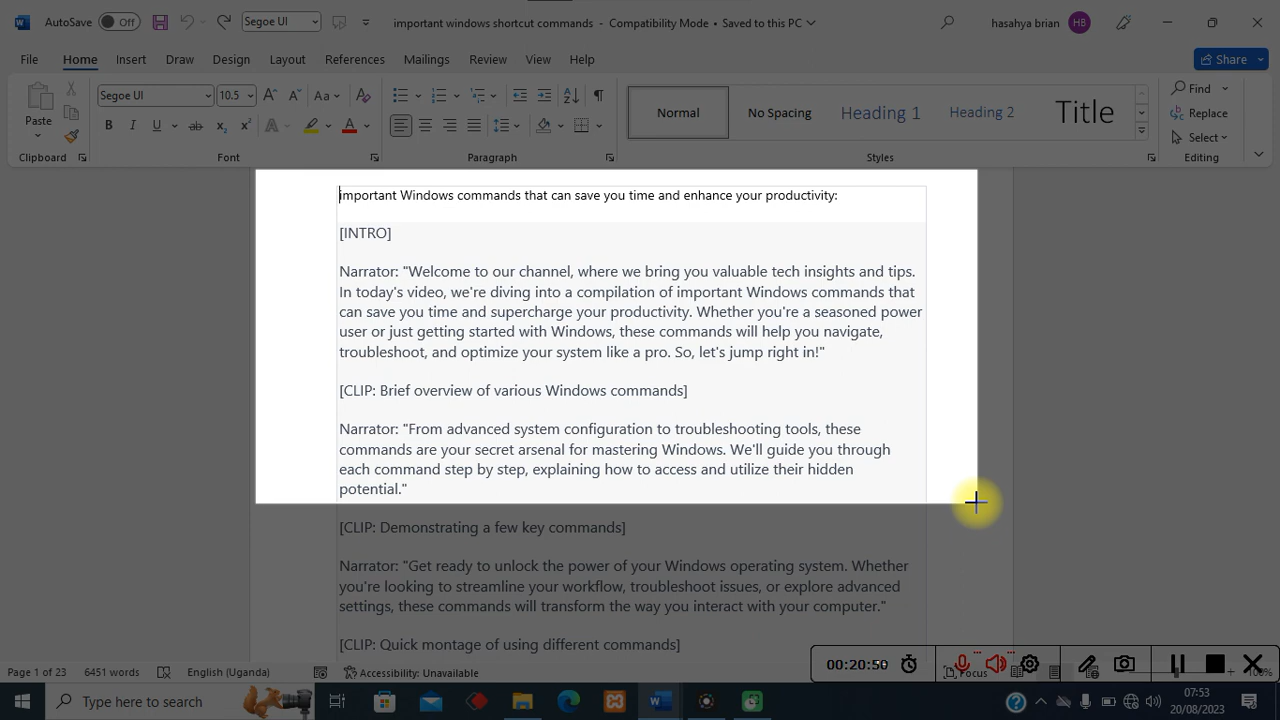 AutoSave Off Segoe UI important windows shortcut commands - Compatibility Mode - Saved to this PC hasahya brian HB
File Home Insert Draw Design Layout References Mailings Review View Help Share
Paste Segoe UI 10.5 Normal No Spacing Heading 1 Heading 2 Title Find
Replace
Select
Clipboard Font Paragraph Styles Editing
important Windows commands that can save you time and enhance your productivity:
[INTRO]
Narrator: "Welcome to our channel, where we bring you valuable tech insights and tips.
In today's video, we're diving into a compilation of important Windows commands that
can save you time and supercharge your productivity. Whether you're a seasoned power
user or just getting started with Windows, these commands will help you navigate,
troubleshoot, and optimize your system like a pro. So, let's jump right in!"
[CLIP: Brief overview of various Windows commands]
Narrator: "From advanced system configuration to troubleshooting tools, these
commands are your secret arsenal for mastering Windows. We'll guide you through
each command step by step, explaining how to access and utilize their hidden
potential."
[CLIP: Demonstrating a few key commands]
Narrator: "Get ready to unlock the power of your Windows operating system. Whether
you're looking to streamline your workflow, troubleshoot issues, or explore advanced
settings, these commands will transform the way you interact with your computer."
[CLIP: Quick montage of using different commands]
00:20:50
Page 1 of 23 6451 words English (Uganda) Accessibility: Unavailable Focus 100%
Type here to search 07:53
20/08/2023